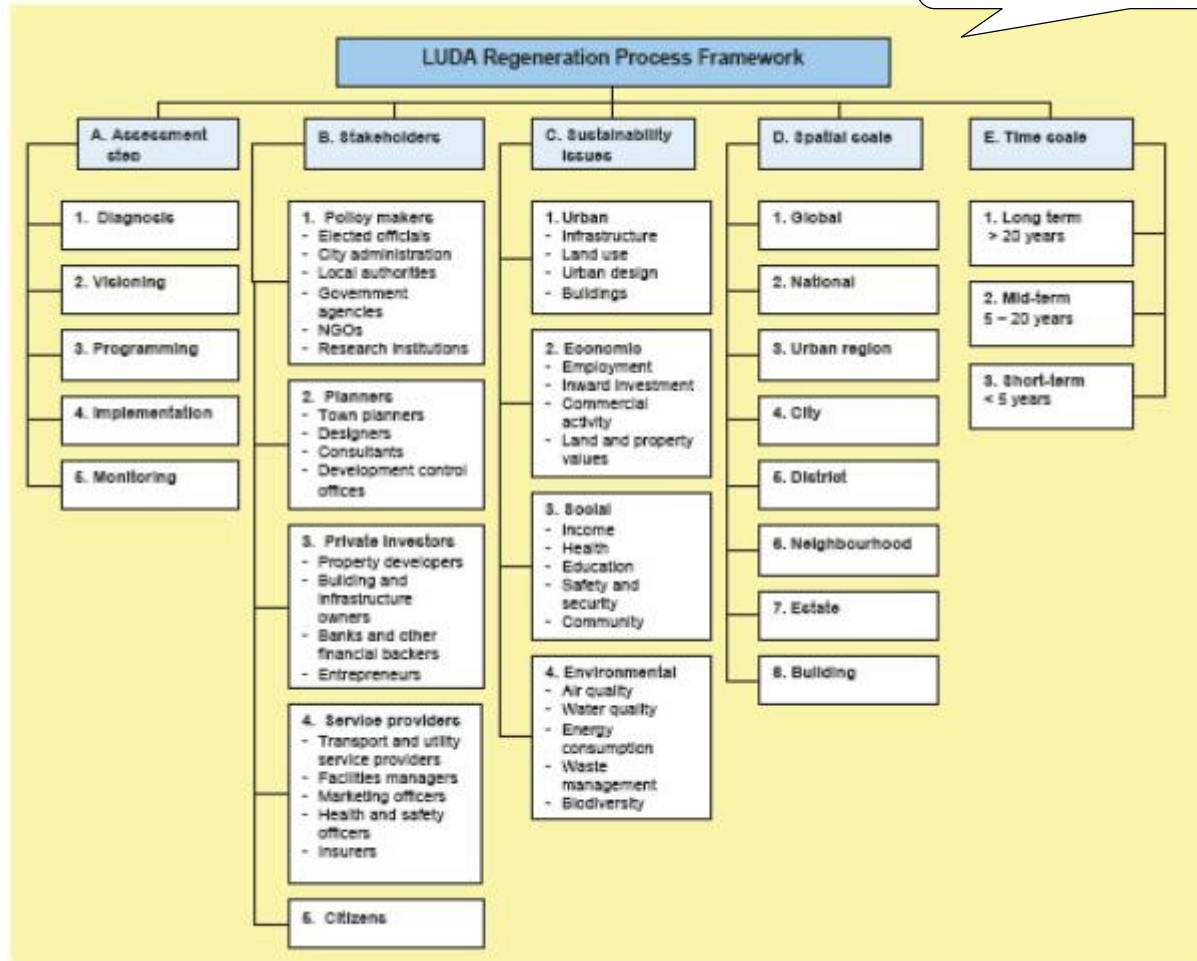 LUDA Regeneration Process Framework
A. Assessment
step
1. Diagnosis
2. Visioning
3. Programming
4. Implementation
5. Monitoring
B. Stakeholders
1. Policy makers
- Elected officials
- City administration
- Local authorities
- Government
agencies
- NGOs
- Research institutions
2. Planners
- Town planners
- Designers
- Consultants
- Development control
offices
3. Private investors
- Property developers
- Building and
infrastructure
owners
- Banks and other
financial backers
- Entrepreneurs
4. Service providers
- Transport and utility
service providers
- Facilities managers
- Marketing officers
- Health and safety
officers
- Insurers
5. Citizens
C. Sustainability
Issues
1. Urban
- Infrastructure
- Land use
- Urban design
- Buildings
2. Economic
- Employment
- Inward investment
- Commercial
activity
- Land and property
values
3. Social
- Income
- Health
- Education
- Safety and
security
- Community
4. Environmental
- Air quality
- Water quality
- Energy
consumption
- Waste
management
- Biodiversity
D. Spatial scale
1. Global
2. National
3. Urban region
4. City
5. District
6. Neighbourhood
7. Estate
8. Building
E. Time scale
1. Long term
> 20 years
2. Mid-term
5 – 20 years
3. Short-term
< 5 years